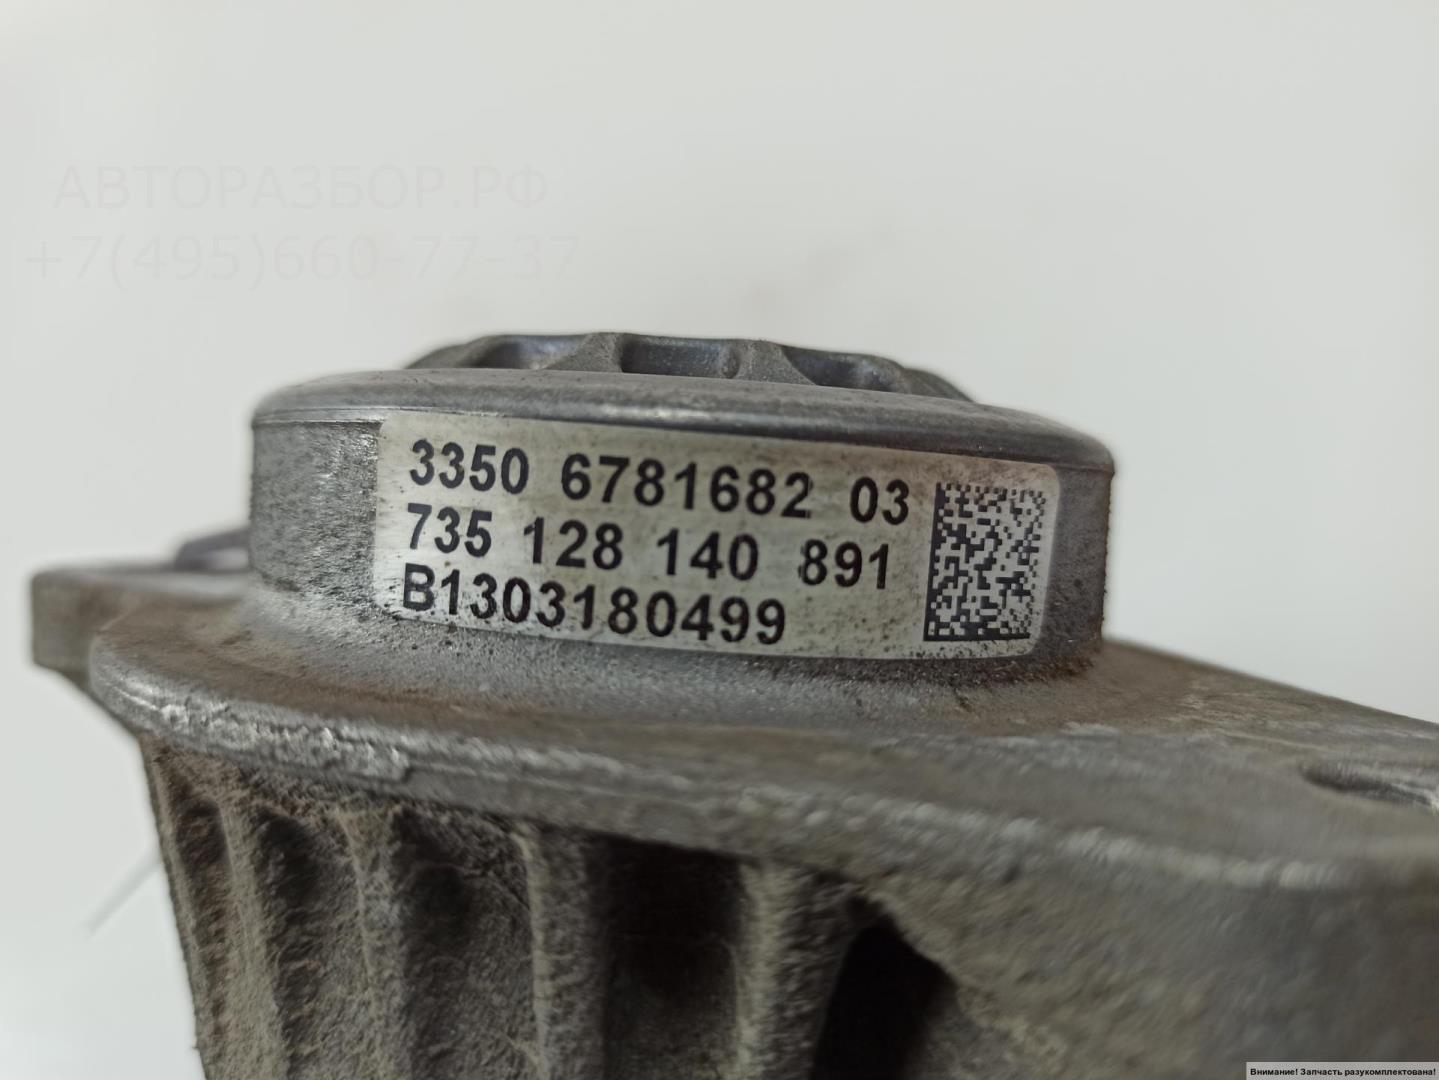 АВТОРАЗБОР.РФ
+7(495)660-77-37
3350 6781682 03
735 128 140 891
B1303180499
Внимание! Запчасть разукомплектована!